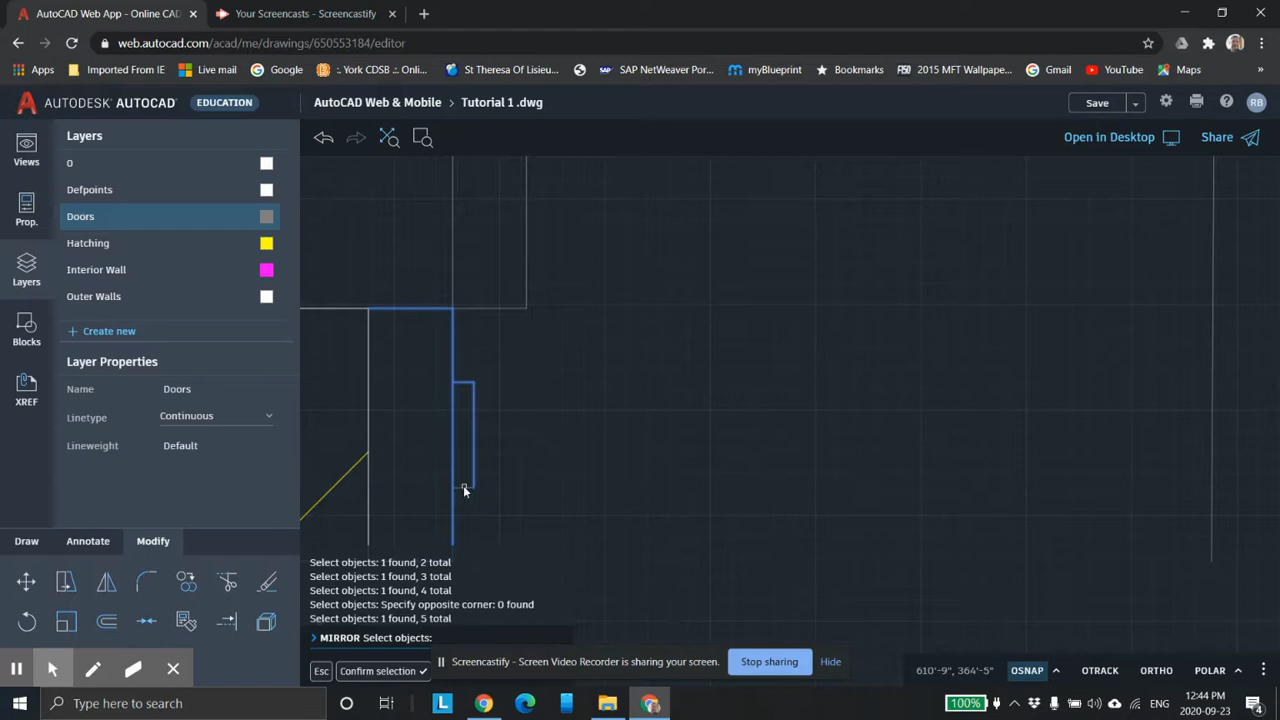 AutoCAD Web App - Online CAD
Your Screencasts - Screencastify
web.autocad.com/acad/me/drawings/650553184/editor
Apps
Imported From IE
Live mail
Google
: York CDSB .:. Onli...
St Theresa Of Lisieu...
SAP NetWeaver Por...
myBlueprint
Bookmarks
2015 MFT Wallpape...
Gmail
YouTube
Maps
AUTODESK® AUTOCAD® EDUCATION
AutoCAD Web & Mobile > Tutorial 1 .dwg
Save
RB
Open in Desktop
Share
Views
Prop.
Layers
Blocks
XREF
Layers
0
Defpoints
Doors
Hatching
Interior Wall
Outer Walls
+ Create new
Layer Properties
Name Doors
Linetype Continuous
Lineweight Default
Draw Annotate Modify
Select objects: 1 found, 2 total
Select objects: 1 found, 3 total
Select objects: 1 found, 4 total
Select objects: Specify opposite corner: 0 found
Select objects: 1 found, 5 total
MIRROR Select objects:
Esc Confirm selection
Screencastify - Screen Video Recorder is sharing your screen.
Stop sharing
Hide
610'-9", 364'-5"
OSNAP
OTRACK
ORTHO
POLAR
Type here to search
100%
ENG
12:44 PM
2020-09-23
4